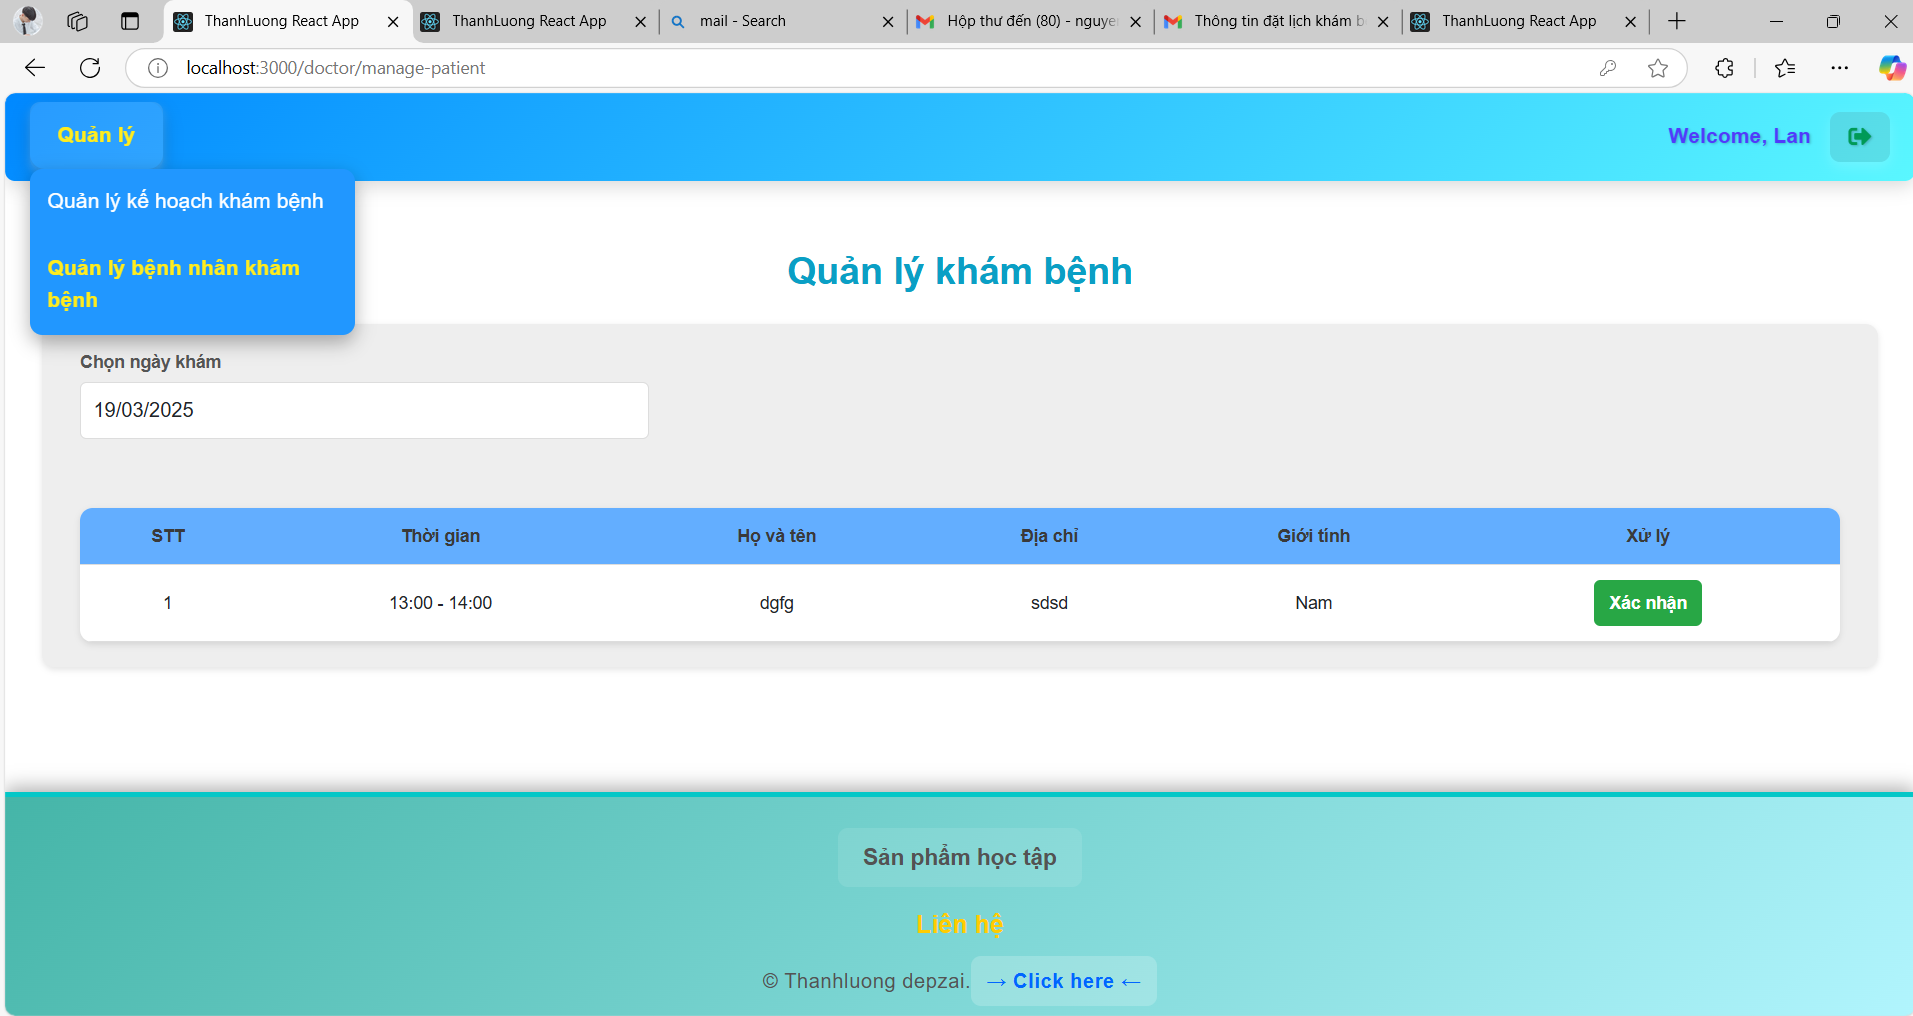 ThanhLuong React App
ThanhLuong React App
mail - Search
Hộp thư đến (80) - nguye
Thông tin đặt lịch khám b
ThanhLuong React App
localhost:3000/doctor/manage-patient
Quản lý
Welcome, Lan
Quản lý kế hoạch khám bệnh
Quản lý bệnh nhân khám
bệnh
Quản lý khám bệnh
Chọn ngày khám
19/03/2025
STT Thời gian Họ và tên Địa chỉ Giới tính Xử lý
1 13:00 - 14:00 dgfg sdsd Nam Xác nhận
Sản phẩm học tập
Liên hệ
© Thanhluong depzai. → Click here ←